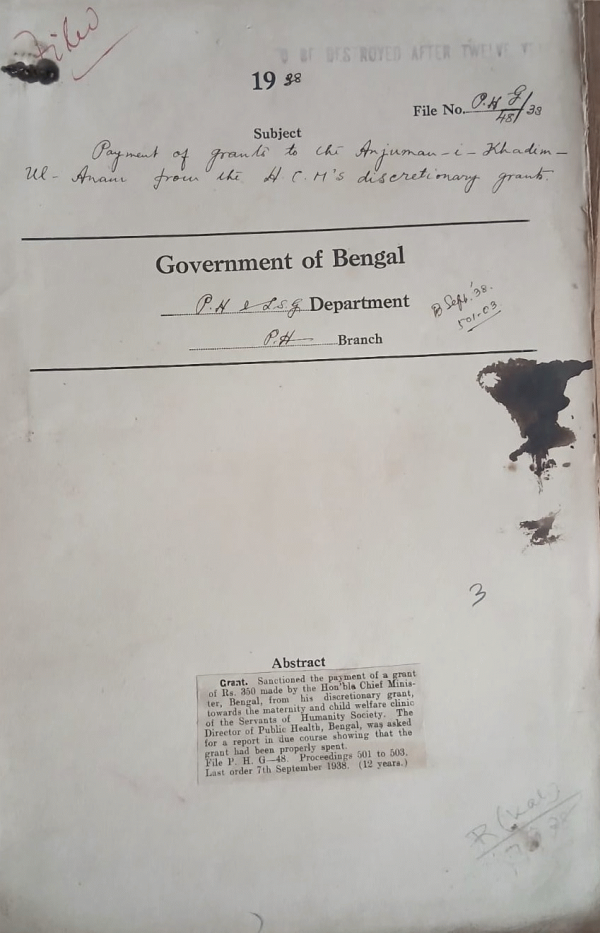 Filed
TO BE DESTROYED AFTER TWELVE
1938
File No. P.H G/48/38
Subject
Payment of grants to the Anjuman-i-Khadim-
Ul-Anam from the H.C.M's discretionary grants.
Government of Bengal
P.H & L.S.G Department
B Sept.'38.
501-03
P.H Branch
3
Abstract
Grant. Sanctioned the payment of a grant
of Rs. 350 made by the Hon'ble Chief Minis-
ter, Bengal, from his discretionary grant,
towards the maternity and child welfare clinic
of the Servants of Humanity Society. The
Director of Public Health, Bengal, was asked
for a report in due course showing that the
grant had been properly spent.
File P. H. G—48. Proceedings 501 to 503.
Last order 7th September 1938. (12 years.)